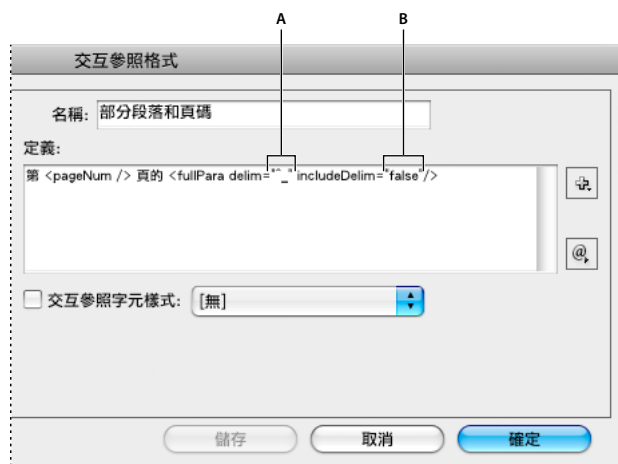 A B
交互參照格式
名稱: 部分段落和頁碼
定義:
第 <pageNum /> 頁的 <fullPara delim="^_" includeDelim="false"/>
@
交互參照字元樣式: [無]
儲存 取消 確定